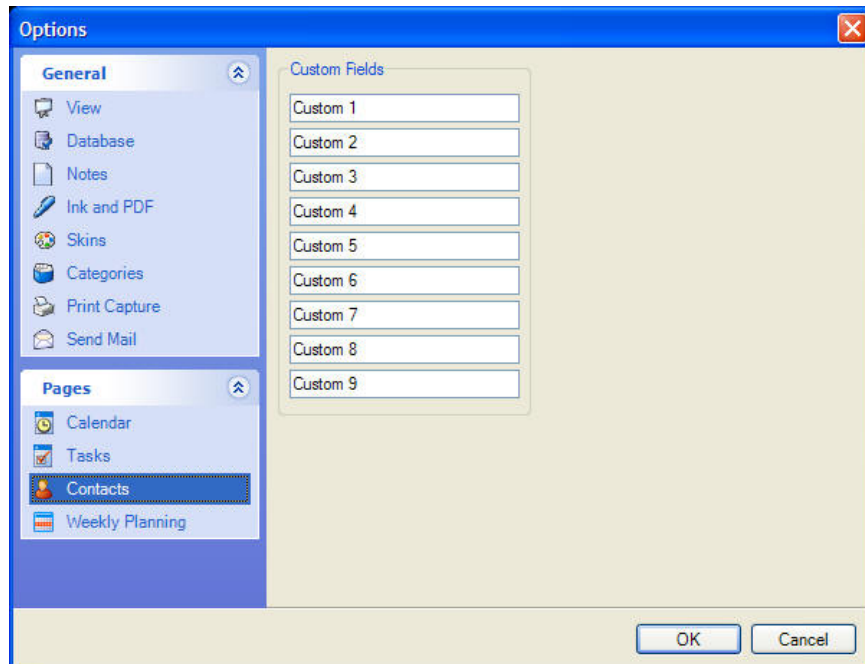 Options
General
View
Database
Notes
Ink and PDF
Skins
Categories
Print Capture
Send Mail
Pages
Calendar
Tasks
Contacts
Weekly Planning
Custom Fields
Custom 1
Custom 2
Custom 3
Custom 4
Custom 5
Custom 6
Custom 7
Custom 8
Custom 9
OK
Cancel